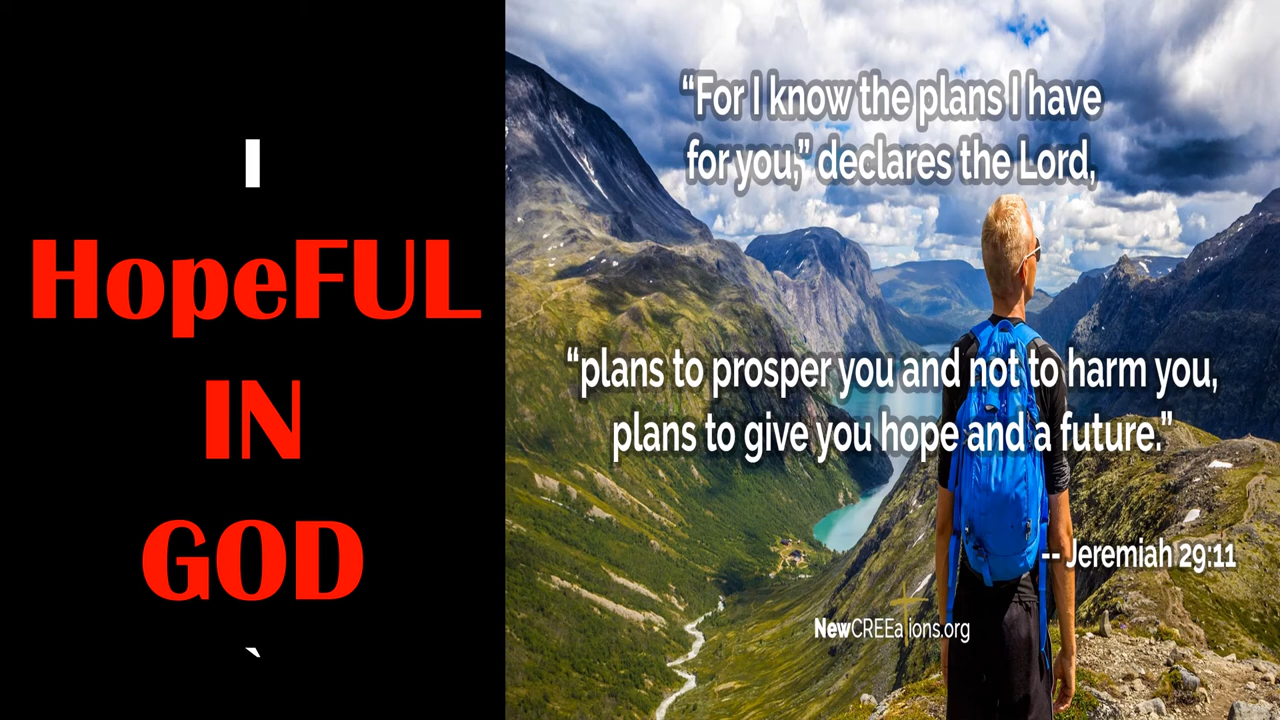 I
HopeFUL
IN
GOD
`
“For I know the plans I have
for you,” declares the Lord,
“plans to prosper you and not to harm you,
plans to give you hope and a future.”
-- Jeremiah 29:11
NewCREEations.org